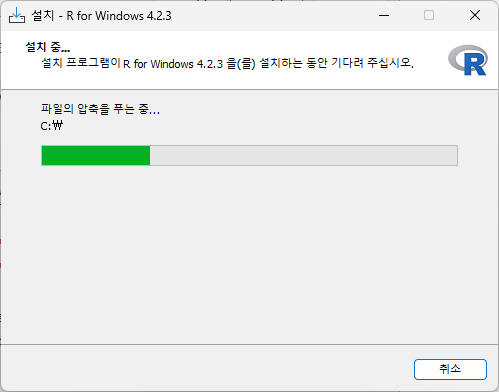 설치 - R for Windows 4.2.3
설치 중...
설치 프로그램이 R for Windows 4.2.3 을(를) 설치하는 동안 기다려 주십시오.
R
파일의 압축을 푸는 중...
C:₩
취소